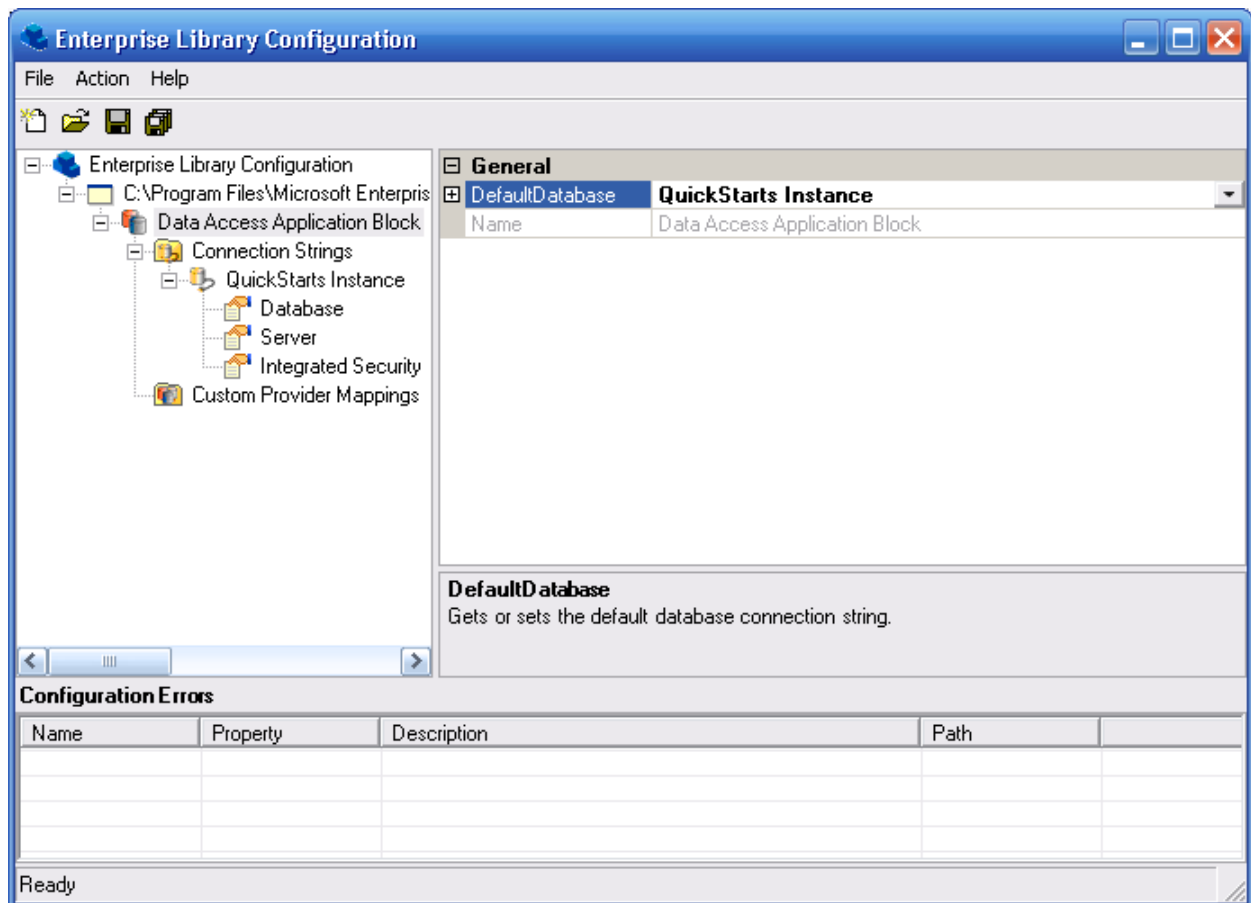 Enterprise Library Configuration
File Action Help
Enterprise Library Configuration
C:\Program Files\Microsoft Enterpris
Data Access Application Block
Connection Strings
QuickStarts Instance
Database
Server
Integrated Security
Custom Provider Mappings
General
DefaultDatabase QuickStarts Instance
Name Data Access Application Block
DefaultDatabase
Gets or sets the default database connection string.
Configuration Errors
Name Property Description Path
Ready